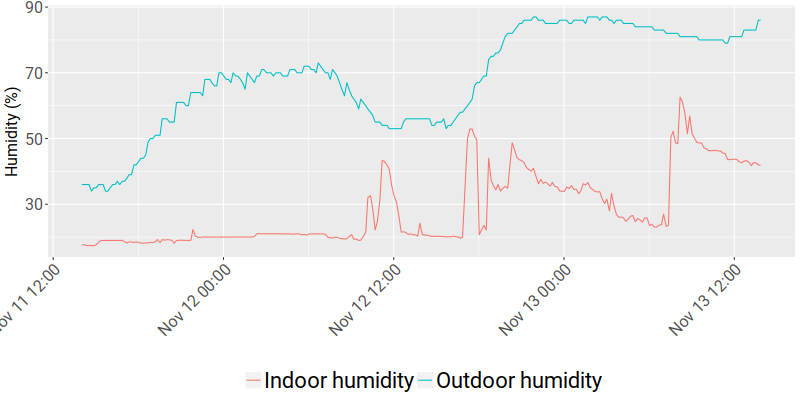 90
70
50
30
Humidity (%)
ov 11 12:00
Nov 12 00:00
Nov 12 12:00
Nov 13 00:00
Nov 13 12:00
Indoor humidity Outdoor humidity